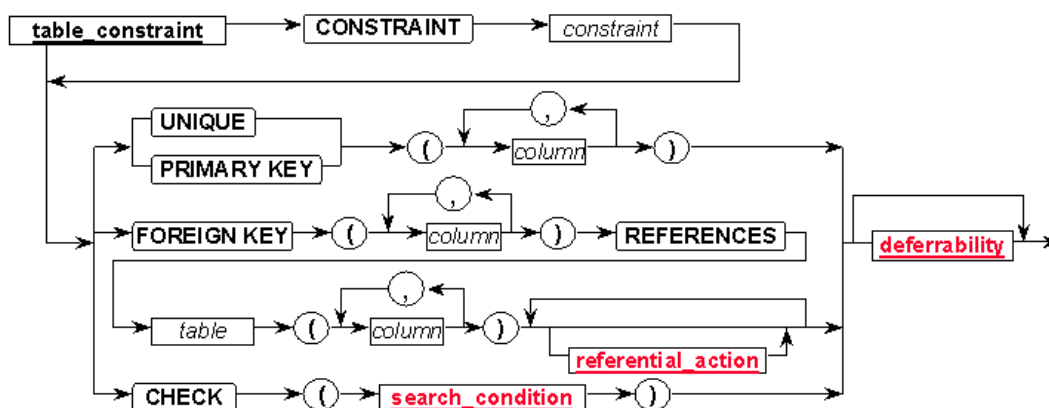 table_constraint CONSTRAINT constraint
,
UNIQUE
( column )
PRIMARY KEY
,
FOREIGN KEY ( column ) REFERENCES
deferrability
,
table ( column )
referential_action
CHECK ( search_condition )